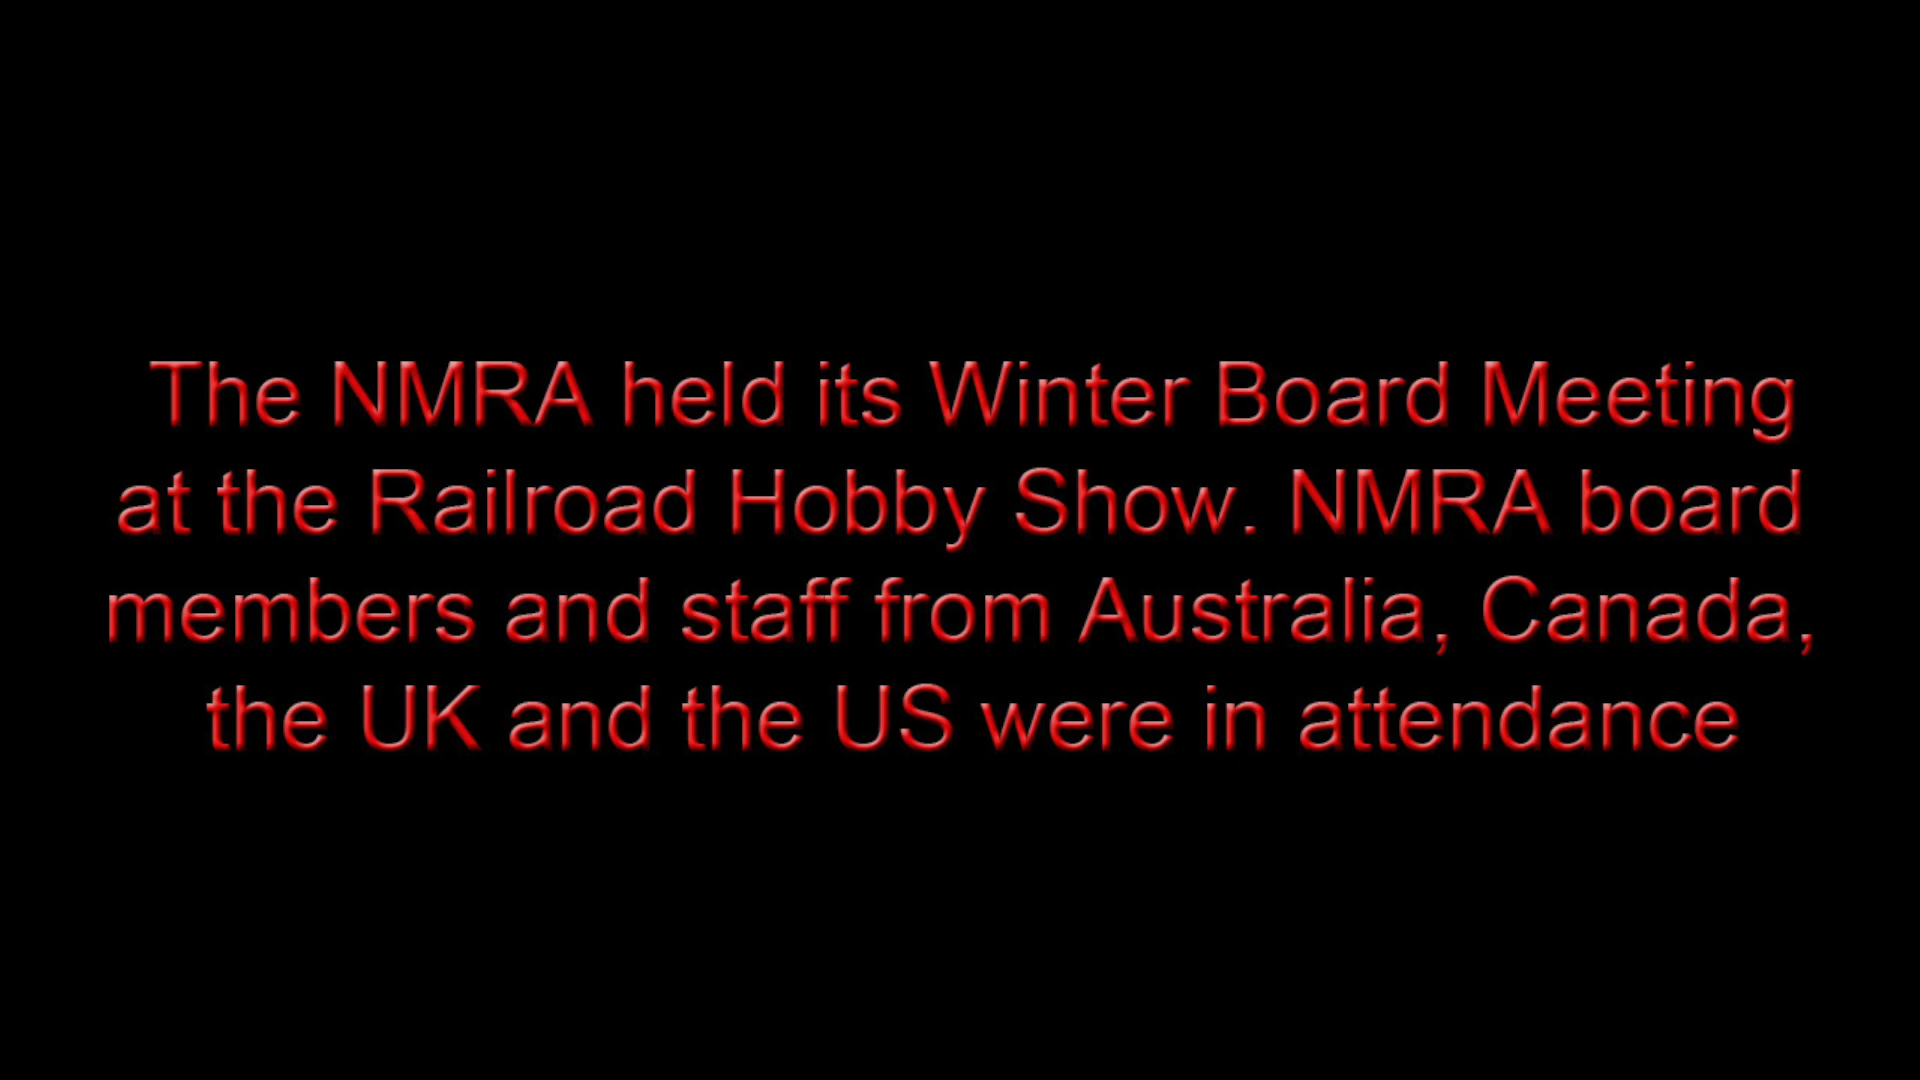 The NMRA held its Winter Board Meeting
at the Railroad Hobby Show. NMRA board
members and staff from Australia, Canada,
the UK and the US were in attendance